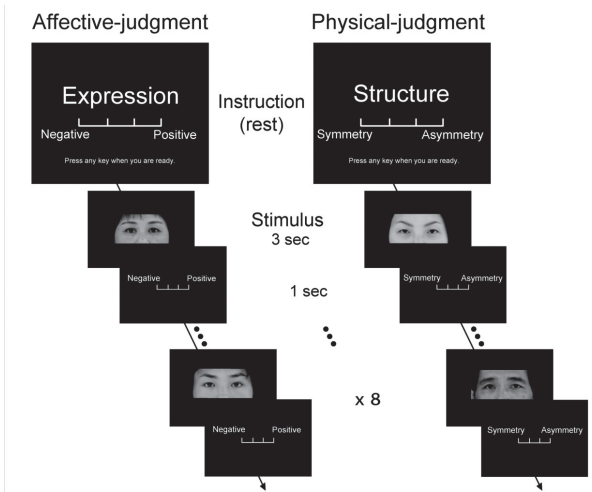 Affective-judgment
Physical-judgment
Expression
Negative Positive
Press any key when you are ready.
Instruction
(rest)
Structure
Symmetry Asymmetry
Press any key when you are ready.
Stimulus
3 sec
Negative Positive
1 sec
Symmetry Asymmetry
x 8
Negative Positive
Symmetry Asymmetry